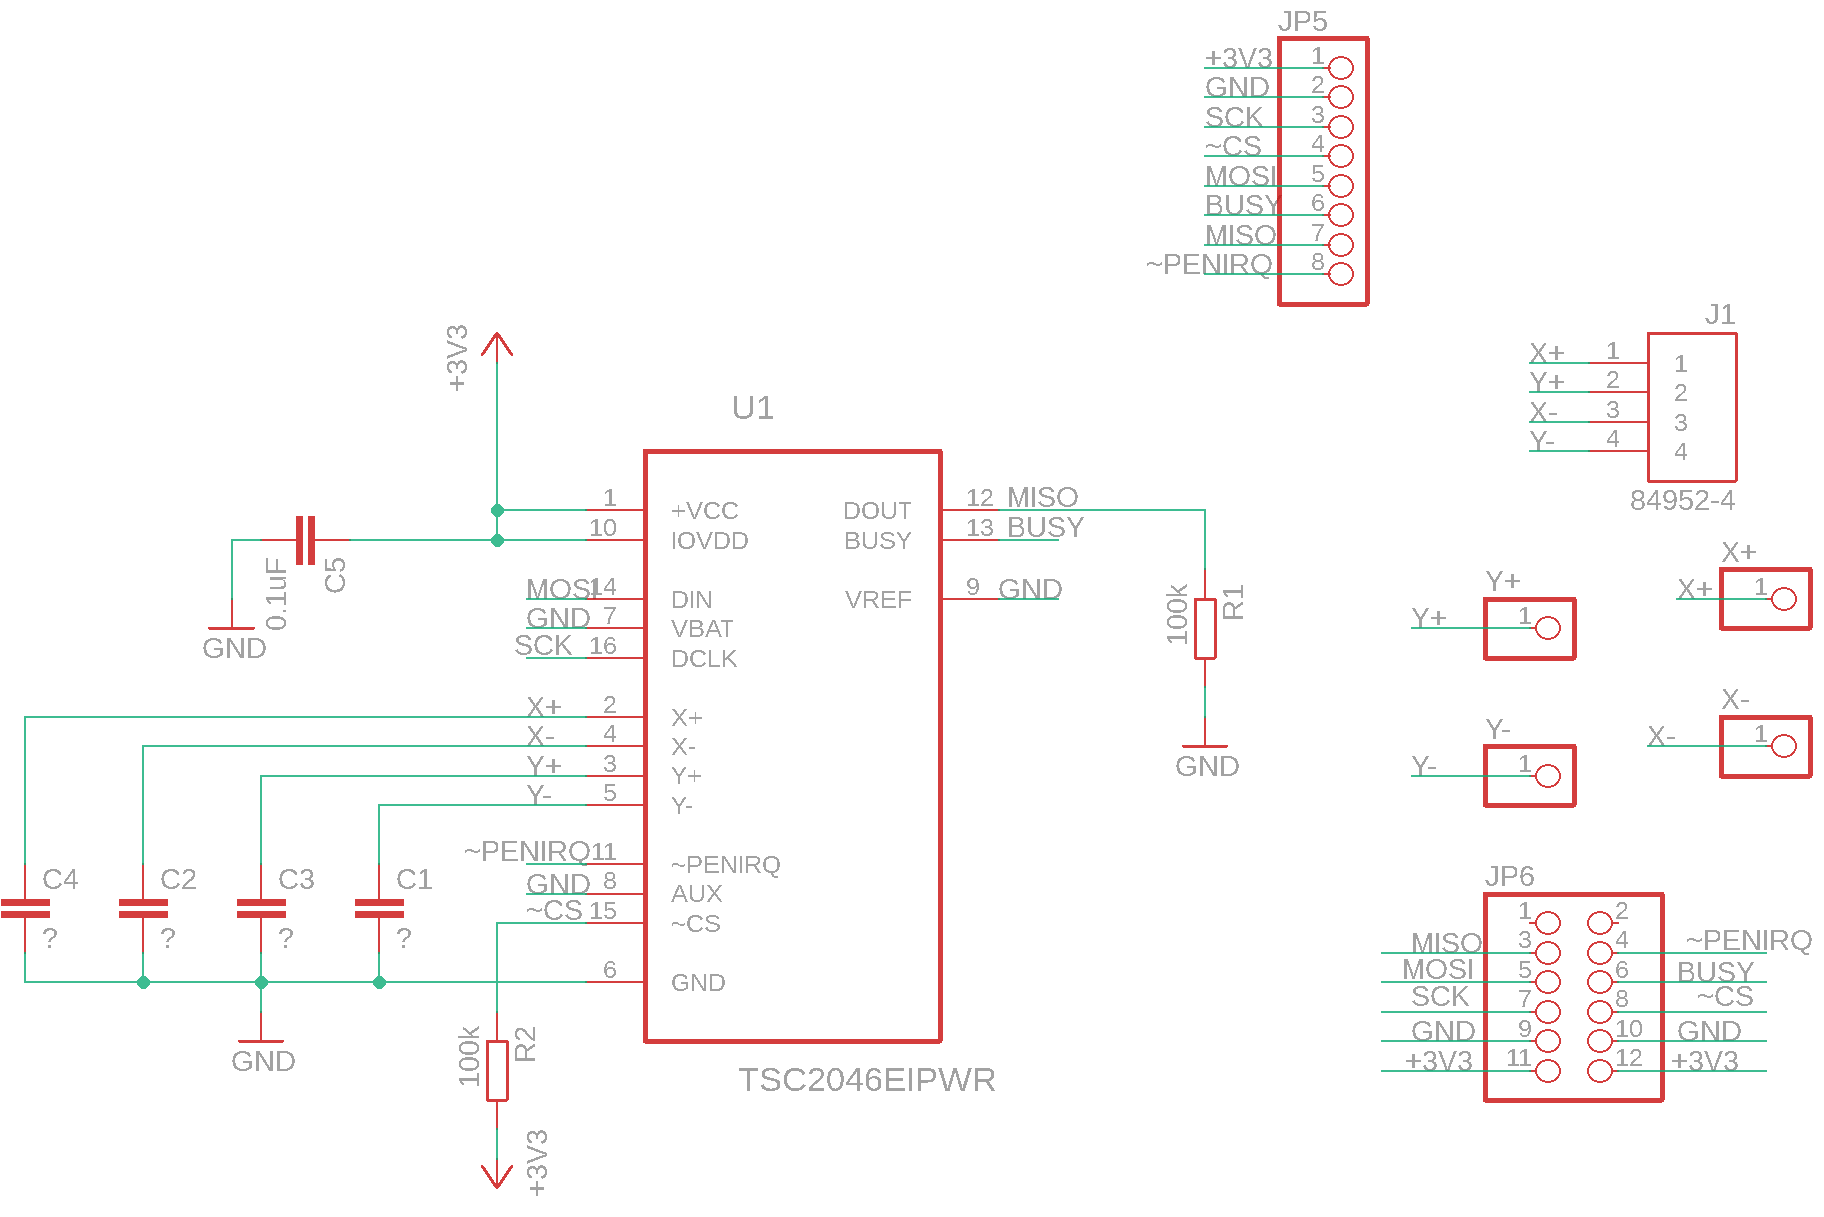 JP5
+3V3 1
GND 2
SCK 3
~CS 4
MOSI 5
BUSY 6
MISO 7
~PENIRQ 8
J1
X+ 1 1
Y+ 2 2
X- 3 3
Y- 4 4
84952-4
+3V3
U1
1 +VCC
10 IOVDD
MOSI 14 DIN
GND 7 VBAT
SCK 16 DCLK
X+ 2 X+
X- 4 X-
Y+ 3 Y+
Y- 5 Y-
~PENIRQ 11 ~PENIRQ
GND 8 AUX
~CS 15 ~CS
6 GND
DOUT 12 MISO
BUSY 13 BUSY
VREF 9 GND
TSC2046EIPWR
0.1uF
C5
GND
100k
R1
GND
C4
?
C2
?
C3
?
C1
?
GND
100k
R2
+3V3
Y+
Y+ 1
X+
X+ 1
Y-
Y- 1
X-
X- 1
JP6
1 2
MISO 3 4 ~PENIRQ
MOSI 5 6 BUSY
SCK 7 8 ~CS
GND 9 10 GND
+3V3 11 12 +3V3